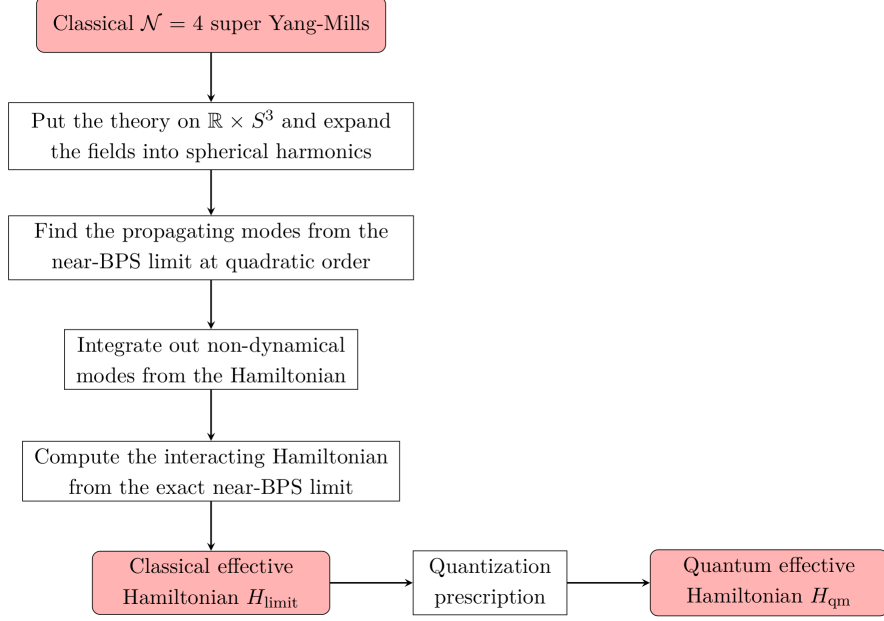 Classical 𝒩 = 4 super Yang-Mills
Put the theory on ℝ × S³ and expand
the fields into spherical harmonics
Find the propagating modes from the
near-BPS limit at quadratic order
Integrate out non-dynamical
modes from the Hamiltonian
Compute the interacting Hamiltonian
from the exact near-BPS limit
Classical effective
Hamiltonian H_limit
Quantization
prescription
Quantum effective
Hamiltonian H_qm